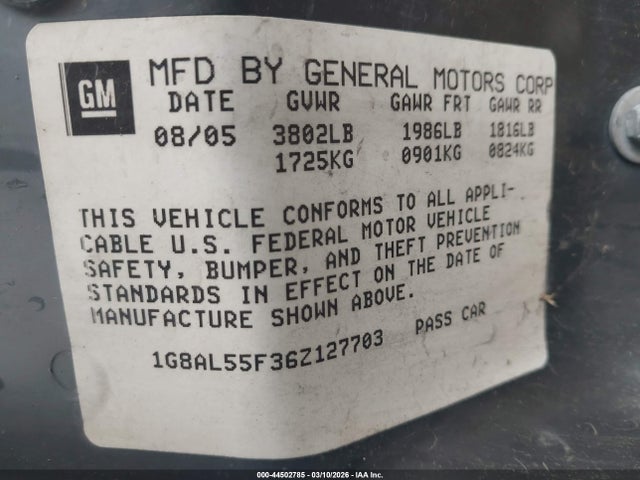 GM
MFD BY GENERAL MOTORS CORP
DATE GVWR GAWR FRT GAWR RR
08/05 3802LB 1986LB 1816LB
1725KG 0901KG 0824KG
THIS VEHICLE CONFORMS TO ALL APPLI-
CABLE U.S. FEDERAL MOTOR VEHICLE
SAFETY, BUMPER, AND THEFT PREVENTION
STANDARDS IN EFFECT ON THE DATE OF
MANUFACTURE SHOWN ABOVE.
1G8AL55F36Z127703 PASS CAR
000-44502785 - 03/10/2026 - IAA Inc.